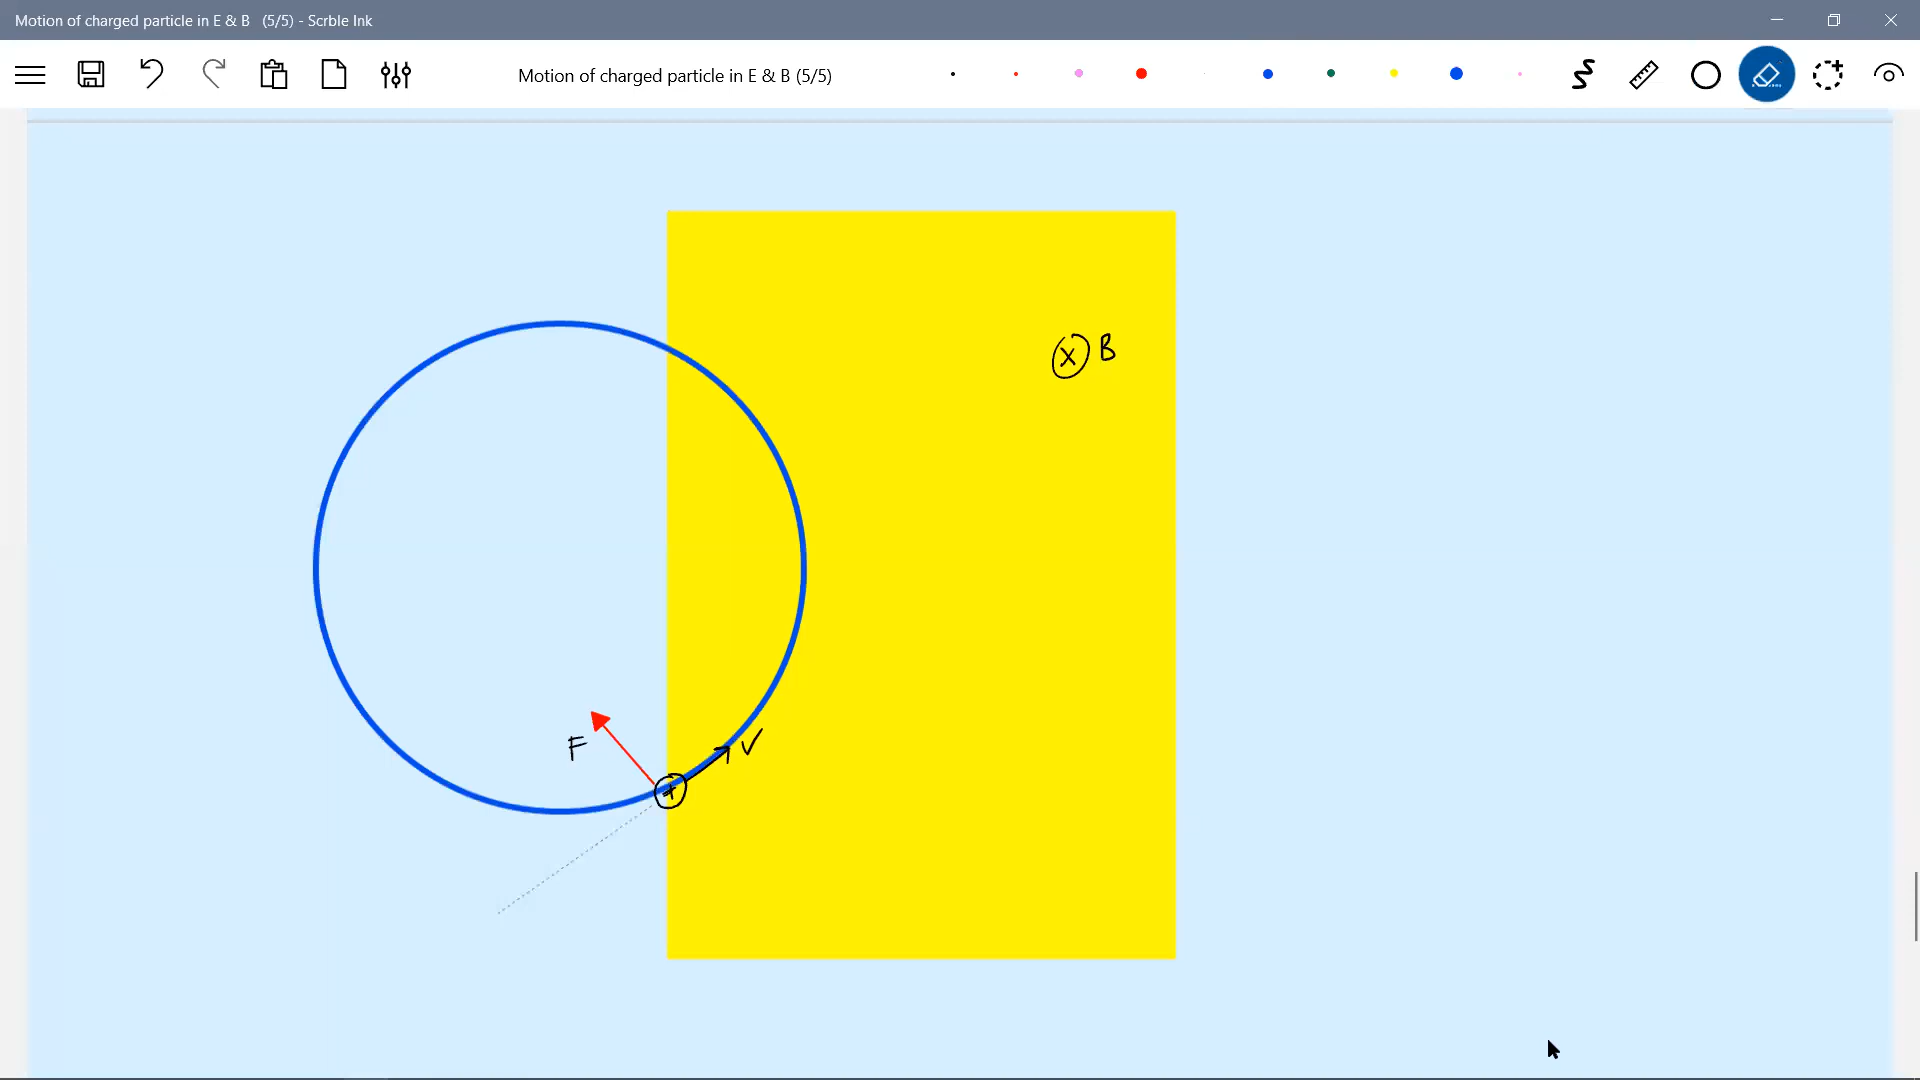 Motion of charged particle in E & B (5/5) - Scrble Ink
Motion of charged particle in E & B (5/5)
X B
F
V
+